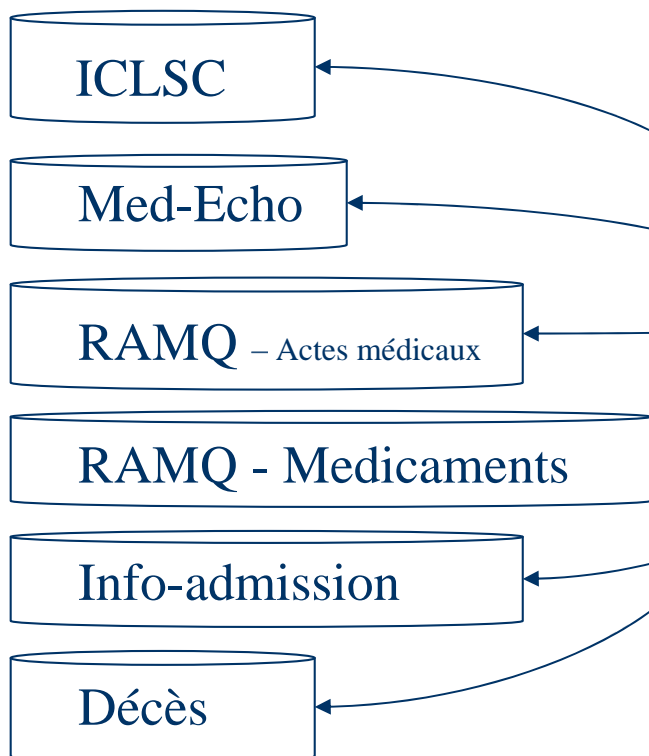 ICLSC
Med-Echo
RAMQ – Actes médicaux
RAMQ - Medicaments
Info-admission
Décès